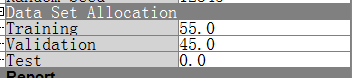 Data Set Allocation
Training 55.0
Validation 45.0
Test 0.0
Report